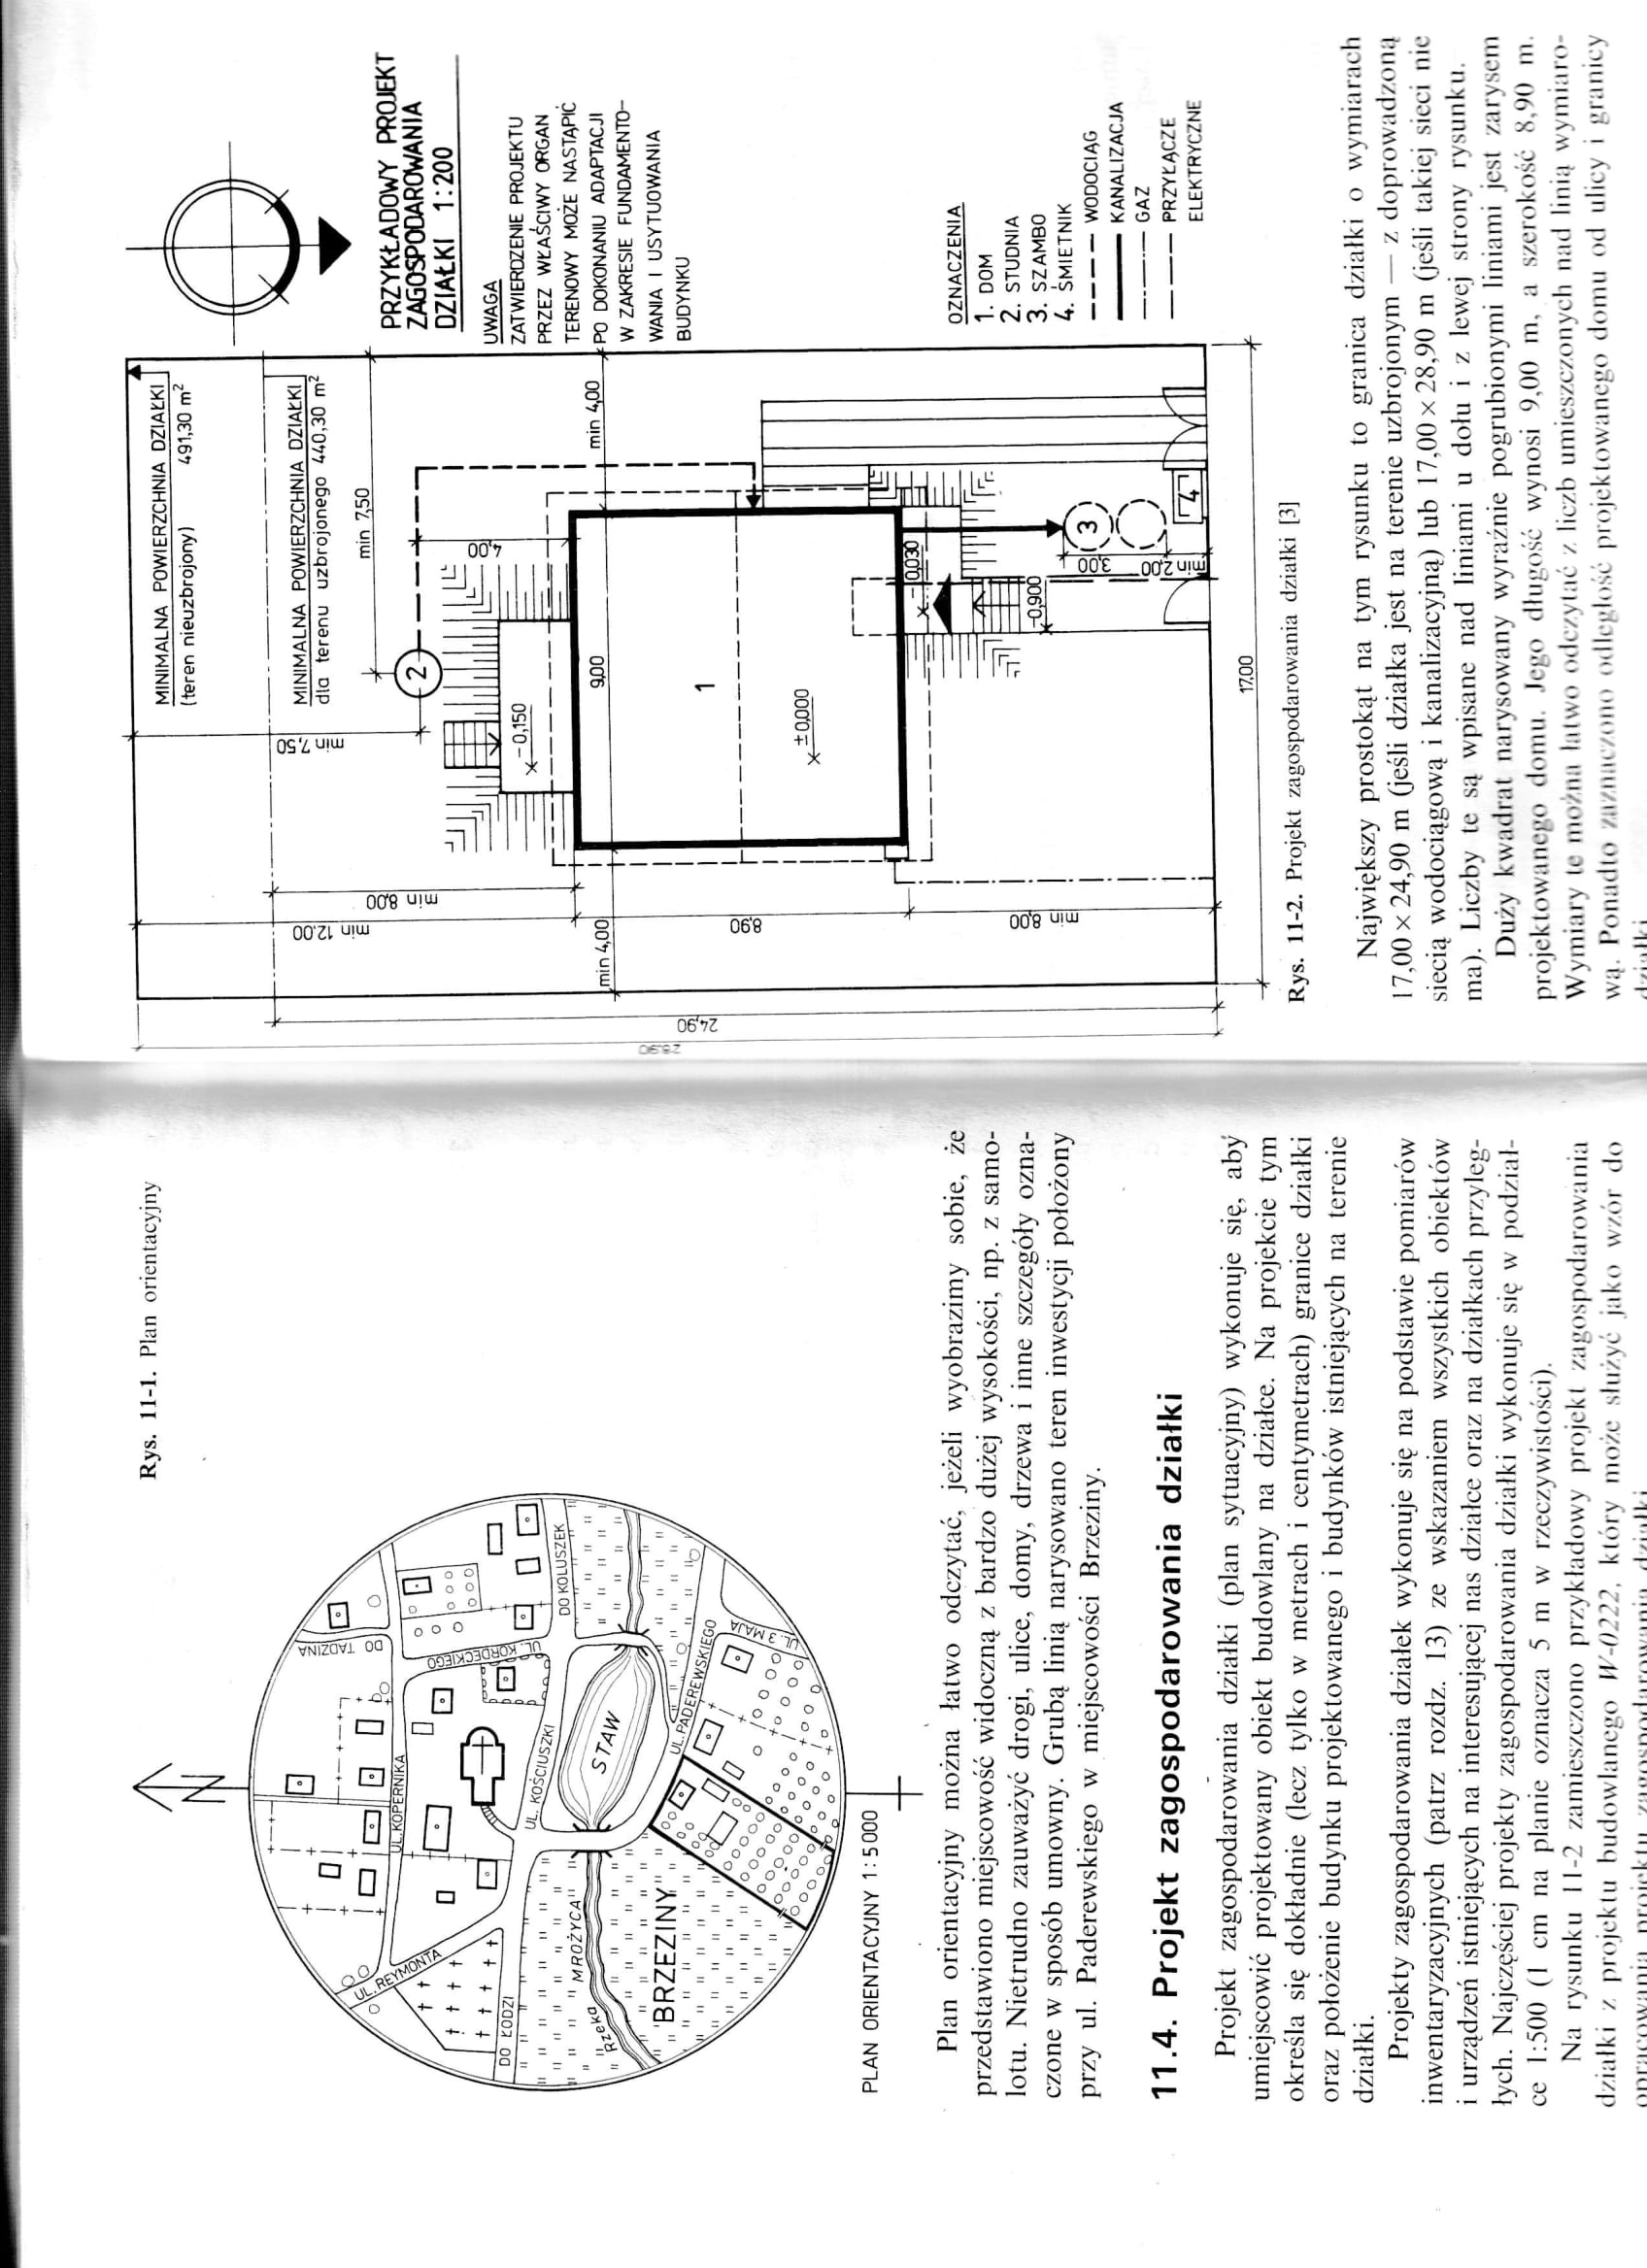 Rys. 11-1. Plan orientacyjny
N
DO TADZINA
UL. KOPERNIKA
UL. KORDECKIEGO
UL. REYMONTA
UL. KOŚCIUSZKI
DO KOLUSZEK
DO ŁODZI
STAW
Rzeka MROŻYCA
BRZEZINY
UL. PADEREWSKIEGO
UL. 3 MAJA
PLAN ORIENTACYJNY 1:5000
Plan orientacyjny można łatwo odczytać, jeżeli wyobrazimy sobie, że
przedstawiono miejscowość widoczną z bardzo dużej wysokości, np. z samo-
lotu. Nietrudno zauważyć drogi, ulice, domy, drzewa i inne szczegóły ozna-
czone w sposób umowny. Grubą linią narysowano teren inwestycji położony
przy ul. Paderewskiego w miejscowości Brzeziny.
11.4. Projekt zagospodarowania działki
Projekt zagospodarowania działki (plan sytuacyjny) wykonuje się, aby
umiejscowić projektowany obiekt budowlany na działce. Na projekcie tym
określa się dokładnie (lecz tylko w metrach i centymetrach) granice działki
oraz położenie budynku projektowanego i budynków istniejących na terenie
działki.
Projekty zagospodarowania działek wykonuje się na podstawie pomiarów
inwentaryzacyjnych (patrz rozdz. 13) ze wskazaniem wszystkich obiektów
i urządzeń istniejących na interesującej nas działce oraz na działkach przyleg-
łych. Najczęściej projekty zagospodarowania działki wykonuje się w podział-
ce 1:500 (1 cm na planie oznacza 5 m w rzeczywistości).
Na rysunku 11-2 zamieszczono przykładowy projekt zagospodarowania
działki z projektu budowlanego W-0222, który może służyć jako wzór do
opracowania projektu zagospodarowania działki
MINIMALNA POWIERZCHNIA DZIAŁKI
(teren nieuzbrojony) 491,30 m²
MINIMALNA POWIERZCHNIA DZIAŁKI
dla terenu uzbrojonego 440,30 m²
min 7,50
min 7,50
2
4,00
min 12.00
min 8,00
-0,150
min 4,00
9,00
min 4,00
1
±0,000
8,90
24,90
28.90
-0,030
-0,900
3
3,00
min 2,00
4
min 8,00
17,00
PRZYKŁADOWY PROJEKT
ZAGOSPODAROWANIA
DZIAŁKI 1:200
UWAGA
ZATWIERDZENIE PROJEKTU
PRZEZ WŁAŚCIWY ORGAN
TERENOWY MOŻE NASTĄPIĆ
PO DOKONANIU ADAPTACJI
W ZAKRESIE FUNDAMENTO-
WANIA I USYTUOWANIA
BUDYNKU
OZNACZENIA
1. DOM
2. STUDNIA
3. SZAMBO
4. ŚMIETNIK
WODOCIĄG
KANALIZACJA
GAZ
PRZYŁĄCZE
ELEKTRYCZNE
Rys. 11-2. Projekt zagospodarowania działki [3]
Największy prostokąt na tym rysunku to granica działki o wymiarach
17,00 x 24,90 m (jeśli działka jest na terenie uzbrojonym — z doprowadzoną
siecią wodociągową i kanalizacyjną) lub 17,00 x 28,90 m (jeśli takiej sieci nie
ma). Liczby te są wpisane nad liniami u dołu i z lewej strony rysunku.
Duży kwadrat narysowany wyraźnie pogrubionymi liniami jest zarysem
projektowanego domu. Jego długość wynosi 9,00 m, a szerokość 8,90 m.
Wymiary te można łatwo odczytać z liczb umieszczonych nad linią wymiaro-
wą. Ponadto zaznaczono odległość projektowanego domu od ulicy i granicy
działki